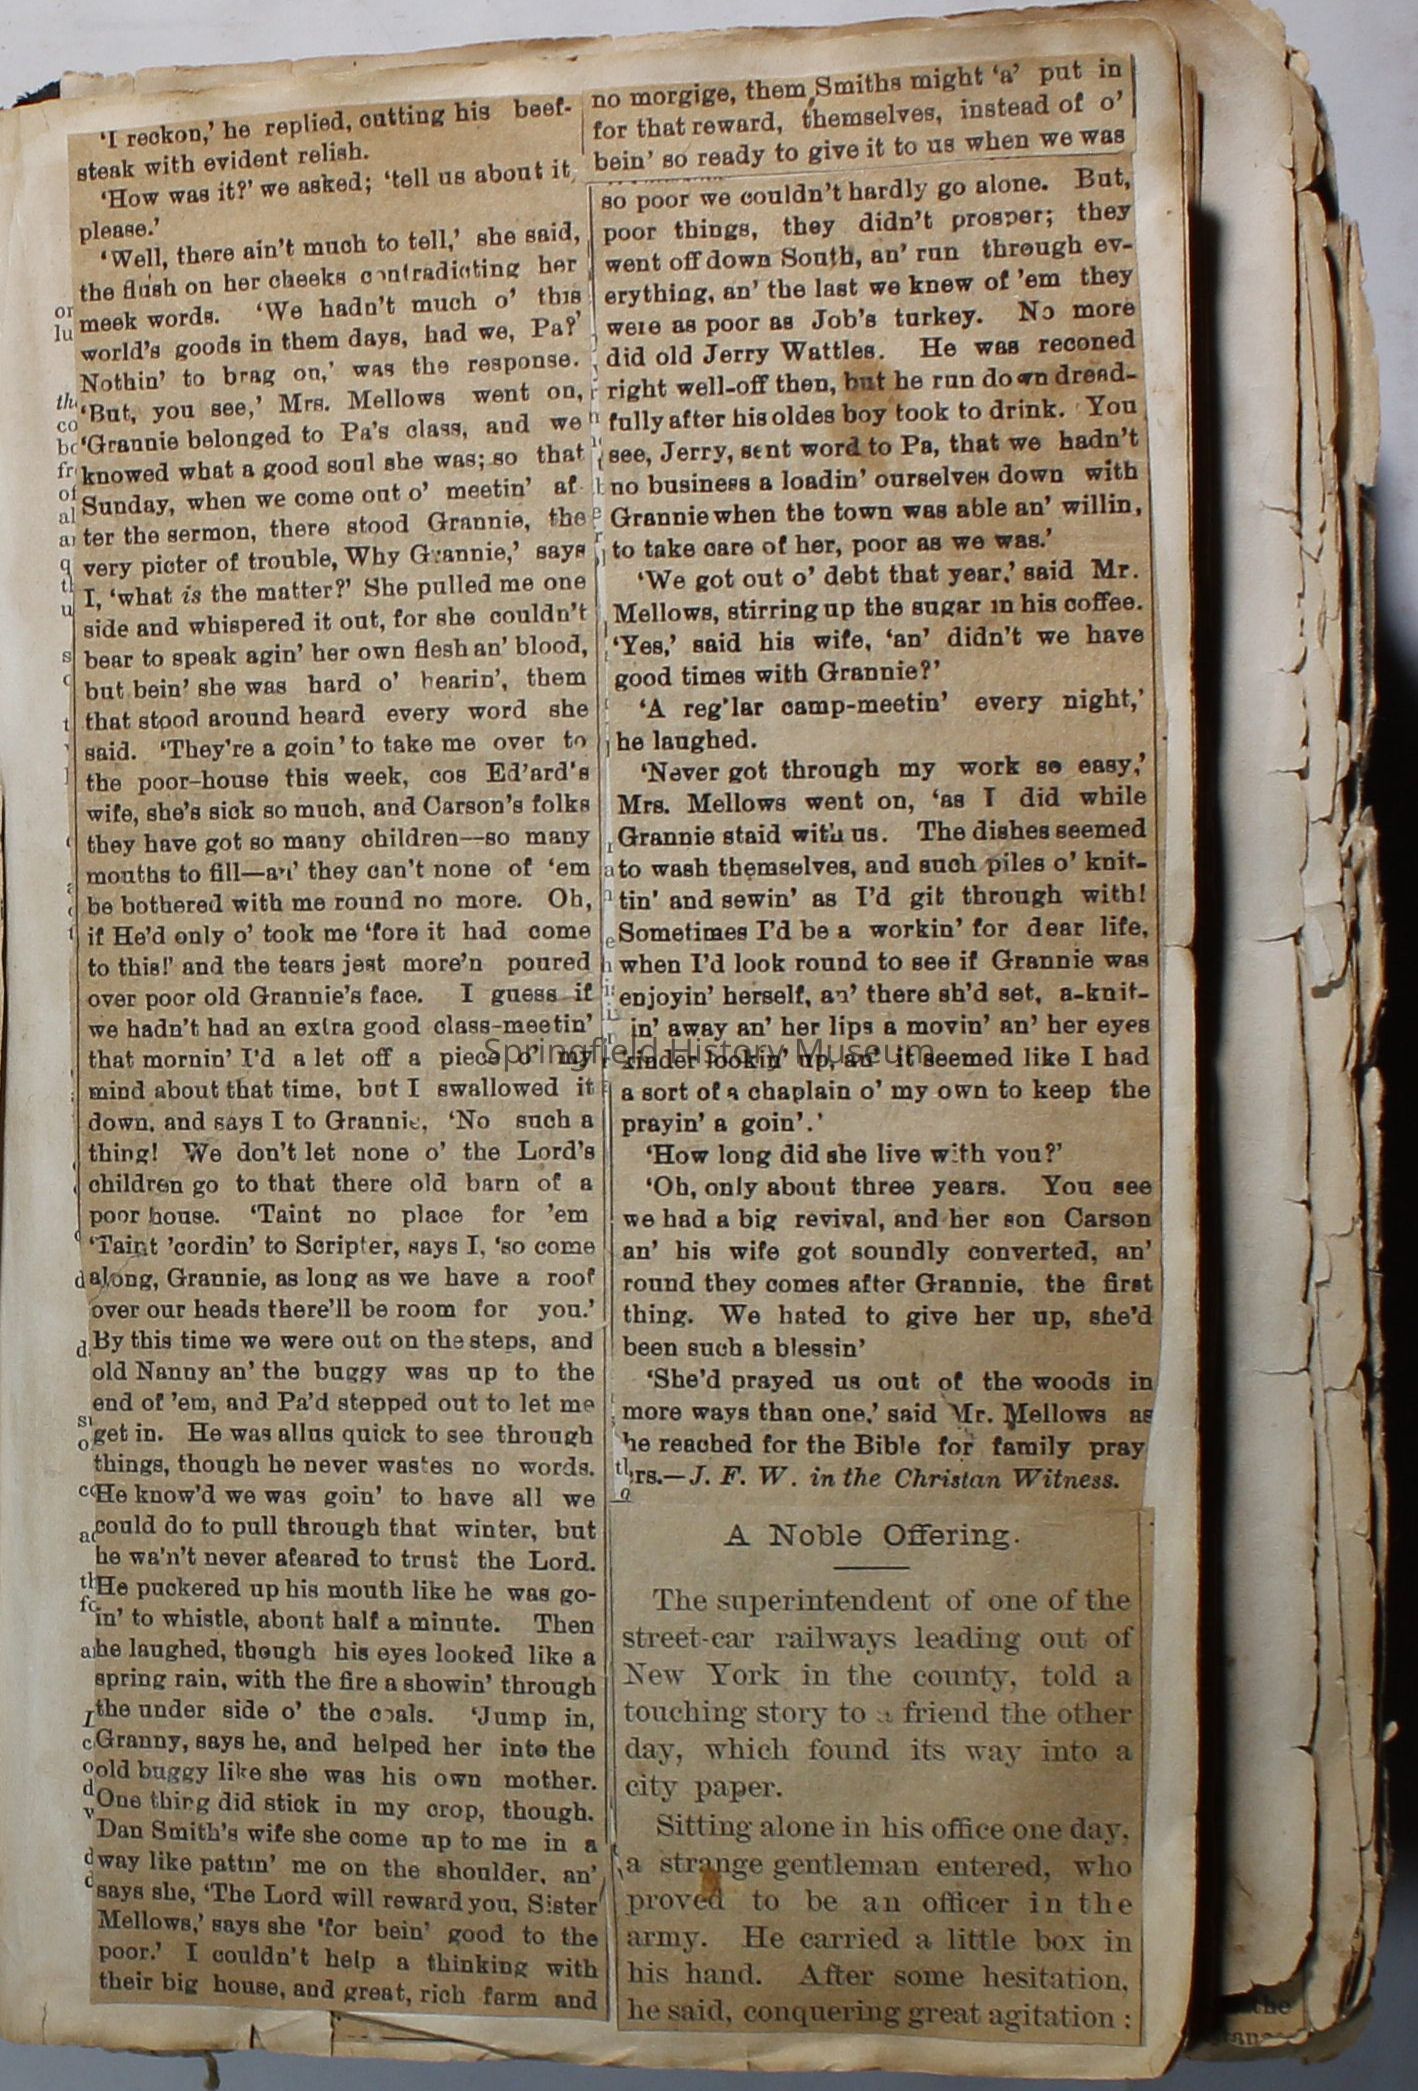 'I reckon,' he replied, cutting his beef-
steak with evident relish.
'How was it?' we asked; 'tell us about it,
please.'
'Well, there ain't much to tell,' she said,
the flush on her cheeks contradicting her
meek words. 'We hadn't much o' this
world's goods in them days, had we, Pa?'
Nothin' to brag on,' was the response.
'But, you see,' Mrs. Mellows went on,
'Grannie belonged to Pa's class, and we
knowed what a good soul she was; so that
Sunday, when we come out o' meetin' af
ter the sermon, there stood Grannie, the
very picter of trouble, Why Grannie,' says
I, 'what is the matter?' She pulled me one
side and whispered it out, for she couldn't
bear to speak agin' her own flesh an' blood,
but bein' she was hard o' hearin', them
that stood around heard every word she
said. 'They're a goin' to take me over to
the poor-house this week, cos Ed'ard's
wife, she's sick so much, and Carson's folks
they have got so many children—so many
mouths to fill—an' they can't none of 'em
be bothered with me round no more. Oh,
if He'd only o' took me 'fore it had come
to this!' and the tears jest more'n poured
over poor old Grannie's face. I guess if
we hadn't had an extra good class-meetin'
that mornin' I'd a let off a piece o' my
mind about that time, but I swallowed it
down, and says I to Grannie, 'No such a
thing! We don't let none o' the Lord's
children go to that there old barn of a
poor house. 'Taint no place for 'em
'Taint 'cordin' to Scripter, says I, 'so come
along, Grannie, as long as we have a roof
over our heads there'll be room for you.'
By this time we were out on the steps, and
old Nanny an' the buggy was up to the
end of 'em, and Pa'd stepped out to let me
get in. He was allus quick to see through
things, though he never wastes no words.
He know'd we was goin' to have all we
could do to pull through that winter, but
he wa'n't never afeared to trust the Lord.
He puckered up his mouth like he was go-
in' to whistle, about half a minute. Then
he laughed, though his eyes looked like a
spring rain, with the fire a showin' through
the under side o' the coals. 'Jump in,
Granny, says he, and helped her into the
old buggy like she was his own mother.
One thing did stick in my crop, though.
Dan Smith's wife she come up to me in a
way like pattin' me on the shoulder, an'
says she, 'The Lord will reward you, Sister
Mellows,' says she 'for bein' good to the
poor.' I couldn't help a thinking with
their big house, and great, rich farm and
no morgige, them Smiths might 'a' put in
for that reward, themselves, instead of o'
bein' so ready to give it to us when we was
so poor we couldn't hardly go alone. But,
poor things, they didn't prosper; they
went off down South, an' run through ev-
erything, an' the last we knew of 'em they
were as poor as Job's turkey. No more
did old Jerry Wattles. He was reconed
right well-off then, but he run down dread-
fully after his oldes boy took to drink. You
see, Jerry, sent word to Pa, that we hadn't
no business a loadin' ourselves down with
Grannie when the town was able an' willin,
to take care of her, poor as we was.'
'We got out o' debt that year,' said Mr.
Mellows, stirring up the sugar in his coffee.
'Yes,' said his wife, 'an' didn't we have
good times with Grannie?'
'A reg'lar camp-meetin' every night,'
he laughed.
'Never got through my work so easy,'
Mrs. Mellows went on, 'as I did while
Grannie staid with us. The dishes seemed
to wash themselves, and such piles o' knit-
tin' and sewin' as I'd git through with!
Sometimes I'd be a workin' for dear life,
when I'd look round to see if Grannie was
enjoyin' herself, an' there sh'd set, a-knit-
in' away an' her lips a movin' an' her eyes
kinder lookin' up, an' it seemed like I had
a sort of a chaplain o' my own to keep the
prayin' a goin'.'
'How long did she live with you?'
'Oh, only about three years. You see
we had a big revival, and her son Carson
an' his wife got soundly converted, an'
round they comes after Grannie, the first
thing. We hated to give her up, she'd
been such a blessin'
'She'd prayed us out of the woods in
more ways than one,' said Mr. Mellows as
he reached for the Bible for family pray
ers.—J. F. W. in the Christan Witness.
A Noble Offering.
The superintendent of one of the
street-car railways leading out of
New York in the county, told a
touching story to a friend the other
day, which found its way into a
city paper.
Sitting alone in his office one day,
a strange gentleman entered, who
proved to be an officer in the
army. He carried a little box in
his hand. After some hesitation,
he said, conquering great agitation:
Springfield History Museum